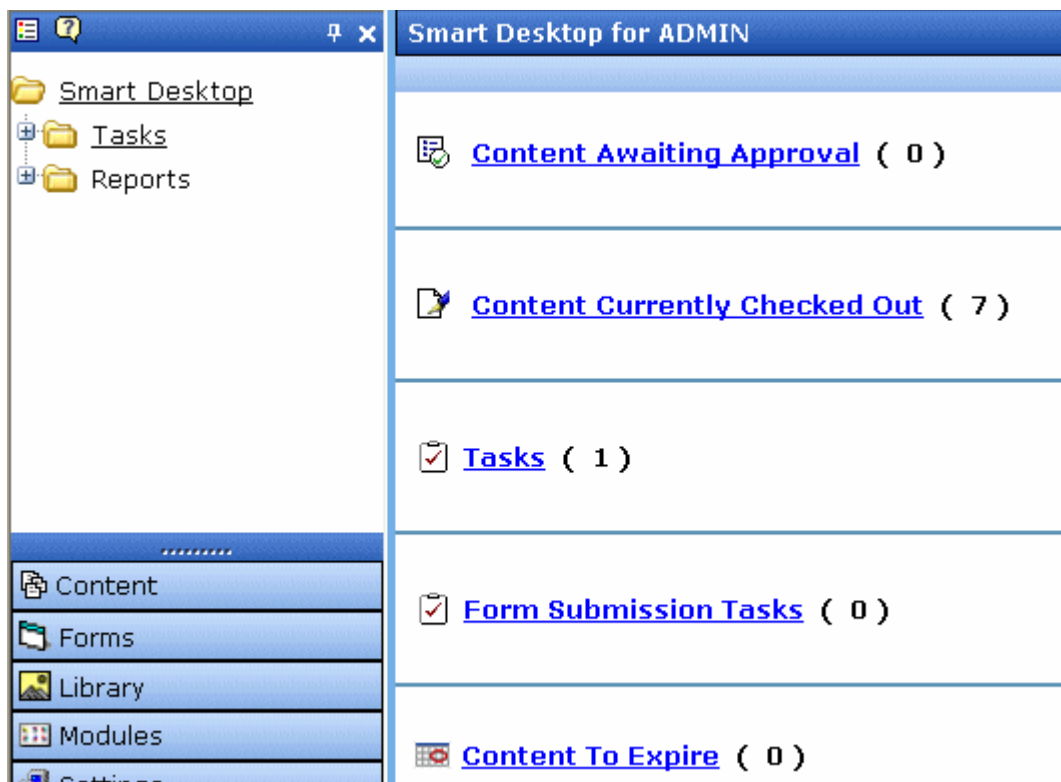 Smart Desktop
Tasks
Reports
Content
Forms
Library
Modules
Settings
Smart Desktop for ADMIN
Content Awaiting Approval ( 0 )
Content Currently Checked Out ( 7 )
Tasks ( 1 )
Form Submission Tasks ( 0 )
Content To Expire ( 0 )